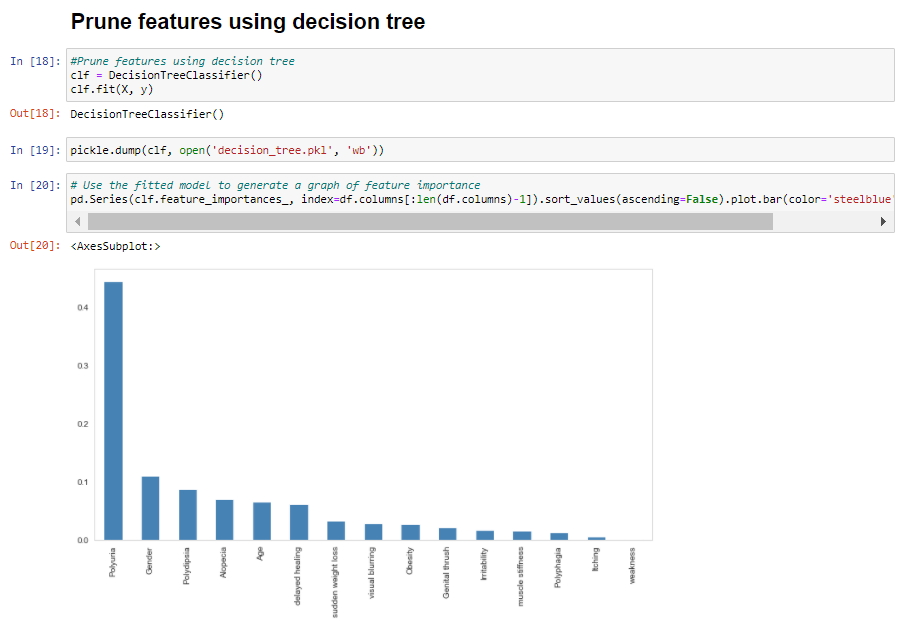 Prune features using decision tree
In [18]: #Prune features using decision tree
clf = DecisionTreeClassifier()
clf.fit(X, y)
Out[18]: DecisionTreeClassifier()
In [19]: pickle.dump(clf, open('decision_tree.pkl', 'wb'))
In [20]: # Use the fitted model to generate a graph of feature importance
pd.Series(clf.feature_importances_, index=df.columns[:len(df.columns)-1]).sort_values(ascending=False).plot.bar(color='steelblue
Out[20]: <AxesSubplot:>
0.4
0.3
0.2
0.1
0.0
Polyuria
Gender
Polydipsia
Alopecia
Age
delayed healing
sudden weight loss
visual blurring
Obesity
Genital thrush
Irritability
muscle stiffness
Polyphagia
Itching
weakness